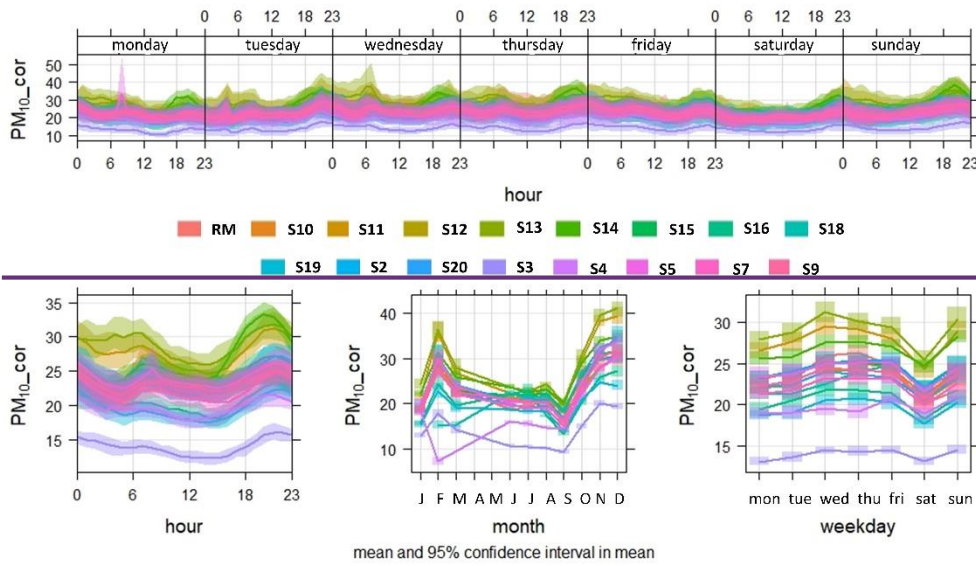 0 6 12 18 23 0 6 12 18 23 0 6 12 18 23
monday tuesday wednesday thursday friday saturday sunday
PM10_cor
50
40
30
20
10
0 6 12 18 23 0 6 12 18 23 0 6 12 18 23 0 6 12 18 23
hour
RM S10 S11 S12 S13 S14 S15 S16 S18
S19 S2 S20 S3 S4 S5 S7 S9
PM10_cor
35
30
25
20
15
0 6 12 18 23
hour
PM10_cor
40
30
20
10
J F M A M J J A S O N D
month
PM10_cor
30
25
20
15
mon tue wed thu fri sat sun
weekday
mean and 95% confidence interval in mean